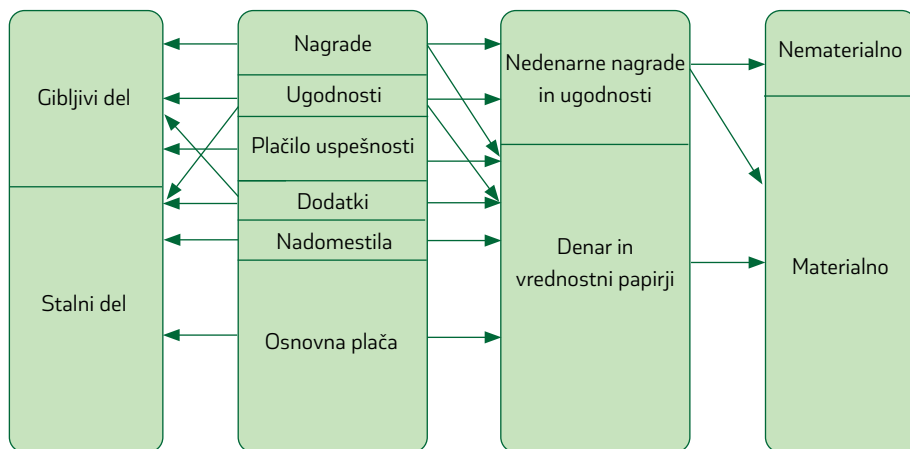 Gibljivi del
Stalni del
Nagrade
Ugodnosti
Plačilo uspešnosti
Dodatki
Nadomestila
Osnovna plača
Nedenarne nagrade
in ugodnosti
Denar in
vrednostni papirji
Nematerialno
Materialno